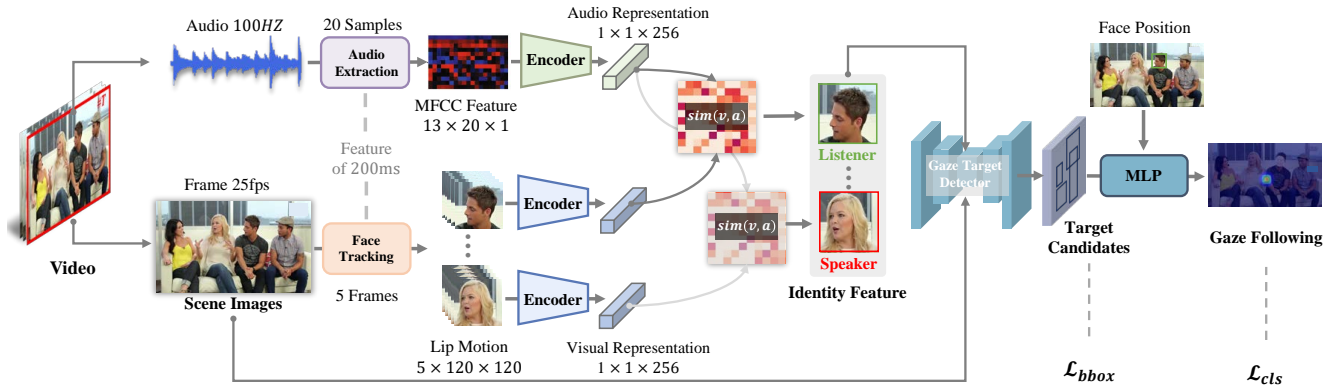 Audio 100HZ
20 Samples
Audio
Extraction
MFCC Feature
13 × 20 × 1
Encoder
Audio Representation
1 × 1 × 256
sim(v, a)
Listener
Face Position
Feature
of 200ms
Video
Frame 25fps
Scene Images
Face
Tracking
5 Frames
Encoder
sim(v, a)
Encoder
Lip Motion
5 × 120 × 120
Visual Representation
1 × 1 × 256
Speaker
Identity Feature
Gaze Target
Detector
Target
Candidates
MLP
Gaze Following
ℒbbox
ℒcls